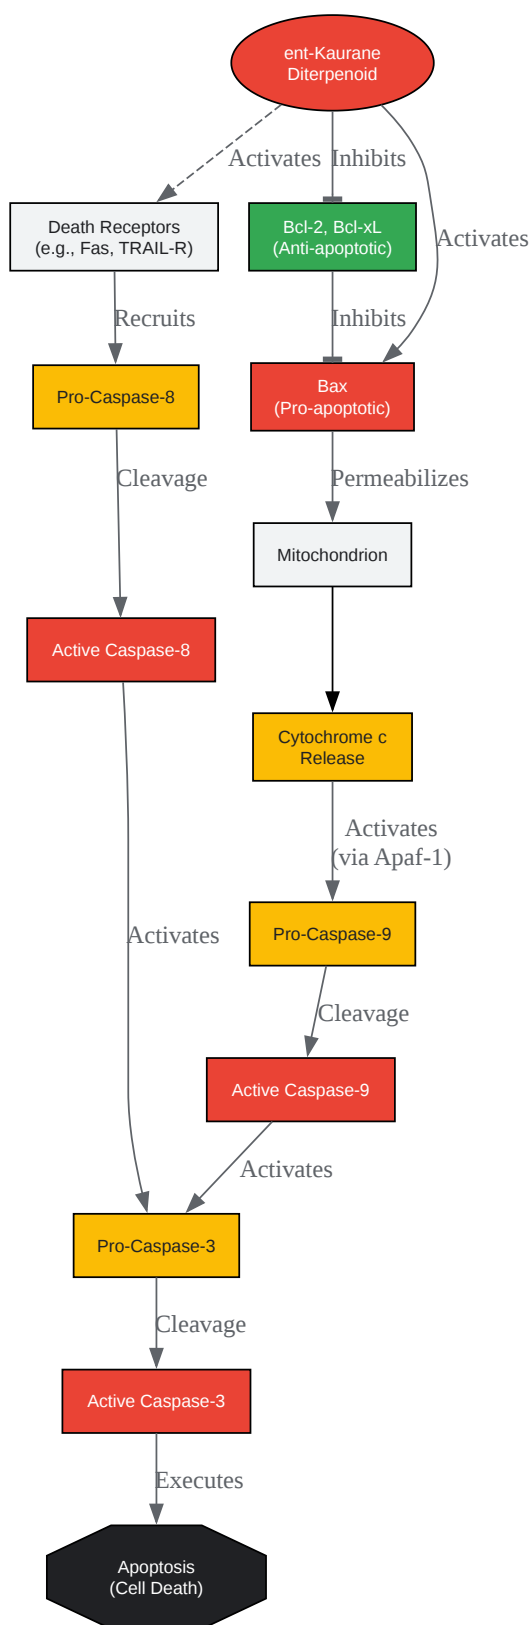 ent-Kaurane
Diterpenoid
Activates
Inhibits
Death Receptors
(e.g., Fas, TRAIL-R)
Bcl-2, Bcl-xL
(Anti-apoptotic)
Activates
Recruits
Inhibits
Pro-Caspase-8
Bax
(Pro-apoptotic)
Cleavage
Permeabilizes
Mitochondrion
Active Caspase-8
Cytochrome c
Release
Activates
(via Apaf-1)
Activates
Pro-Caspase-9
Cleavage
Active Caspase-9
Activates
Pro-Caspase-3
Cleavage
Active Caspase-3
Executes
Apoptosis
(Cell Death)